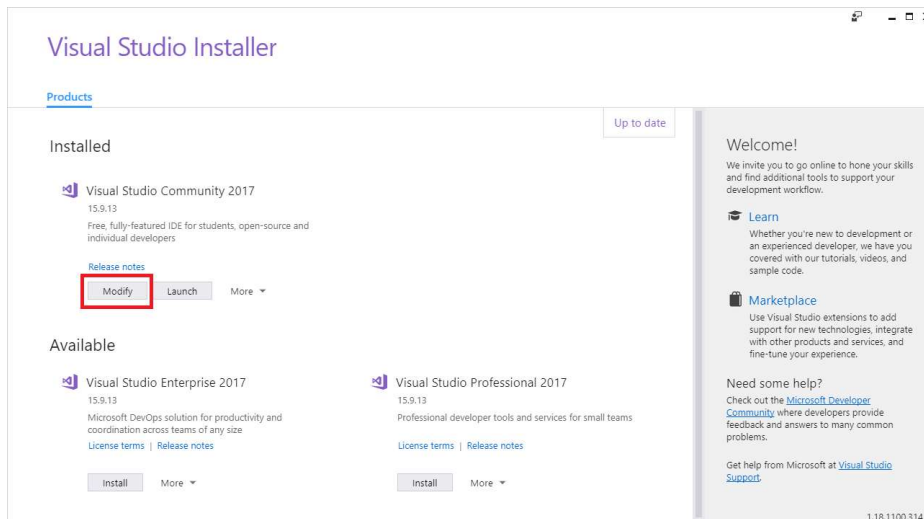 Visual Studio Installer
Products
Up to date
Installed
Visual Studio Community 2017
15.9.13
Free, fully-featured IDE for students, open-source and
individual developers
Release notes
Modify Launch More
Available
Visual Studio Enterprise 2017
15.9.13
Microsoft DevOps solution for productivity and
coordination across teams of any size
License terms | Release notes
Install More
Visual Studio Professional 2017
15.9.13
Professional developer tools and services for small teams
License terms | Release notes
Install More
Welcome!
We invite you to go online to hone your skills
and find additional tools to support your
development workflow.
Learn
Whether you're new to development or
an experienced developer, we have you
covered with our tutorials, videos, and
sample code.
Marketplace
Use Visual Studio extensions to add
support for new technologies, integrate
with other products and services, and
fine-tune your experience.
Need some help?
Check out the Microsoft Developer
Community where developers provide
feedback and answers to many common
problems.
Get help from Microsoft at Visual Studio
Support.
1.18.1100.314